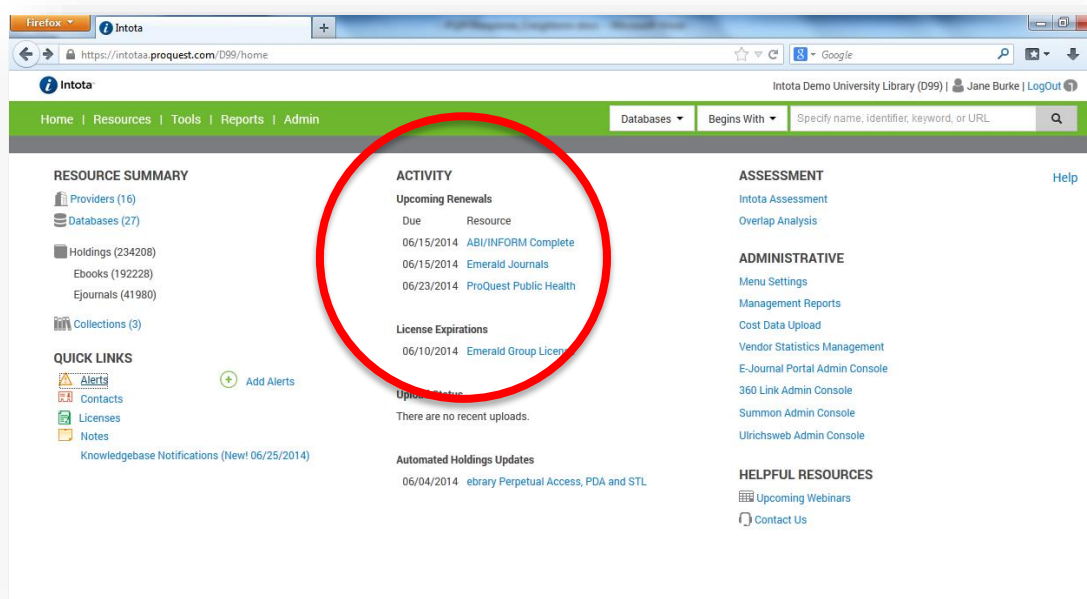 Firefox
Intota
+
https://intotaa.proquest.com/D99/home
Google
Intota
Intota Demo University Library (D99) | Jane Burke | LogOut
Home | Resources | Tools | Reports | Admin
Databases
Begins With
Specify name, identifier, keyword, or URL
RESOURCE SUMMARY
Providers (16)
Databases (27)
Holdings (234208)
Ebooks (192228)
Ejournals (41980)
Collections (3)
QUICK LINKS
Alerts
Add Alerts
Contacts
Licenses
Notes
Knowledgebase Notifications (New! 06/25/2014)
ACTIVITY
Upcoming Renewals
Due Resource
06/15/2014 ABI/INFORM Complete
06/15/2014 Emerald Journals
06/23/2014 ProQuest Public Health
License Expirations
06/10/2014 Emerald Group License
Upload Status
There are no recent uploads.
Automated Holdings Updates
06/04/2014 ebrary Perpetual Access, PDA and STL
ASSESSMENT
Intota Assessment
Overlap Analysis
Help
ADMINISTRATIVE
Menu Settings
Management Reports
Cost Data Upload
Vendor Statistics Management
E-Journal Portal Admin Console
360 Link Admin Console
Summon Admin Console
Ulrichsweb Admin Console
HELPFUL RESOURCES
Upcoming Webinars
Contact Us